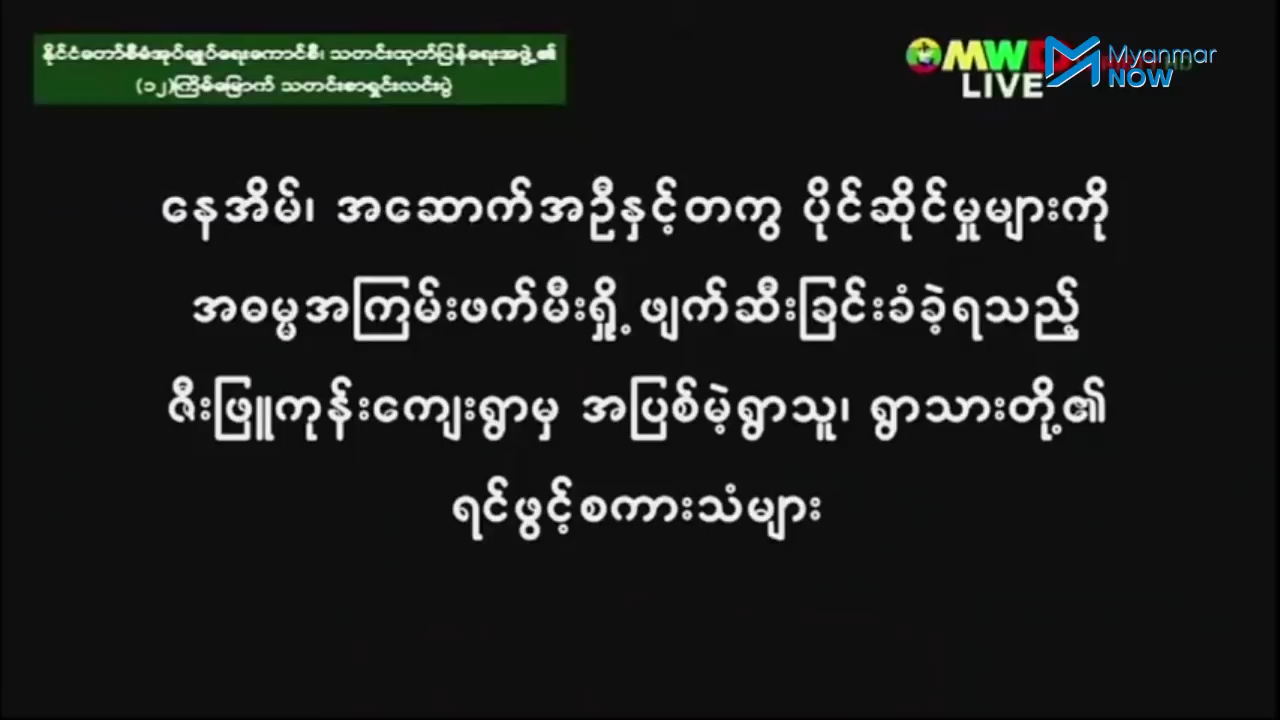 နိုင်ငံတော်စီမံအုပ်ချုပ်ရေးကောင်စီ၊ သတင်းထုတ်ပြန်ရေးအဖွဲ့၏
(၁၂)ကြိမ်မြောက် သတင်းစာရှင်းလင်းပွဲ
MWD
LIVE
Myanmar
NOW
နေအိမ်၊ အဆောက်အဦနှင့်တကွ ပိုင်ဆိုင်မှုများကို
အဓမ္မအကြမ်းဖက်မီးရှို့ ဖျက်ဆီးခြင်းခံခဲ့ရသည့်
ဇီးဖြူကုန်းကျေးရွာမှ အပြစ်မဲ့ရွာသူ၊ ရွာသားတို့၏
ရင်ဖွင့်စကားသံများ